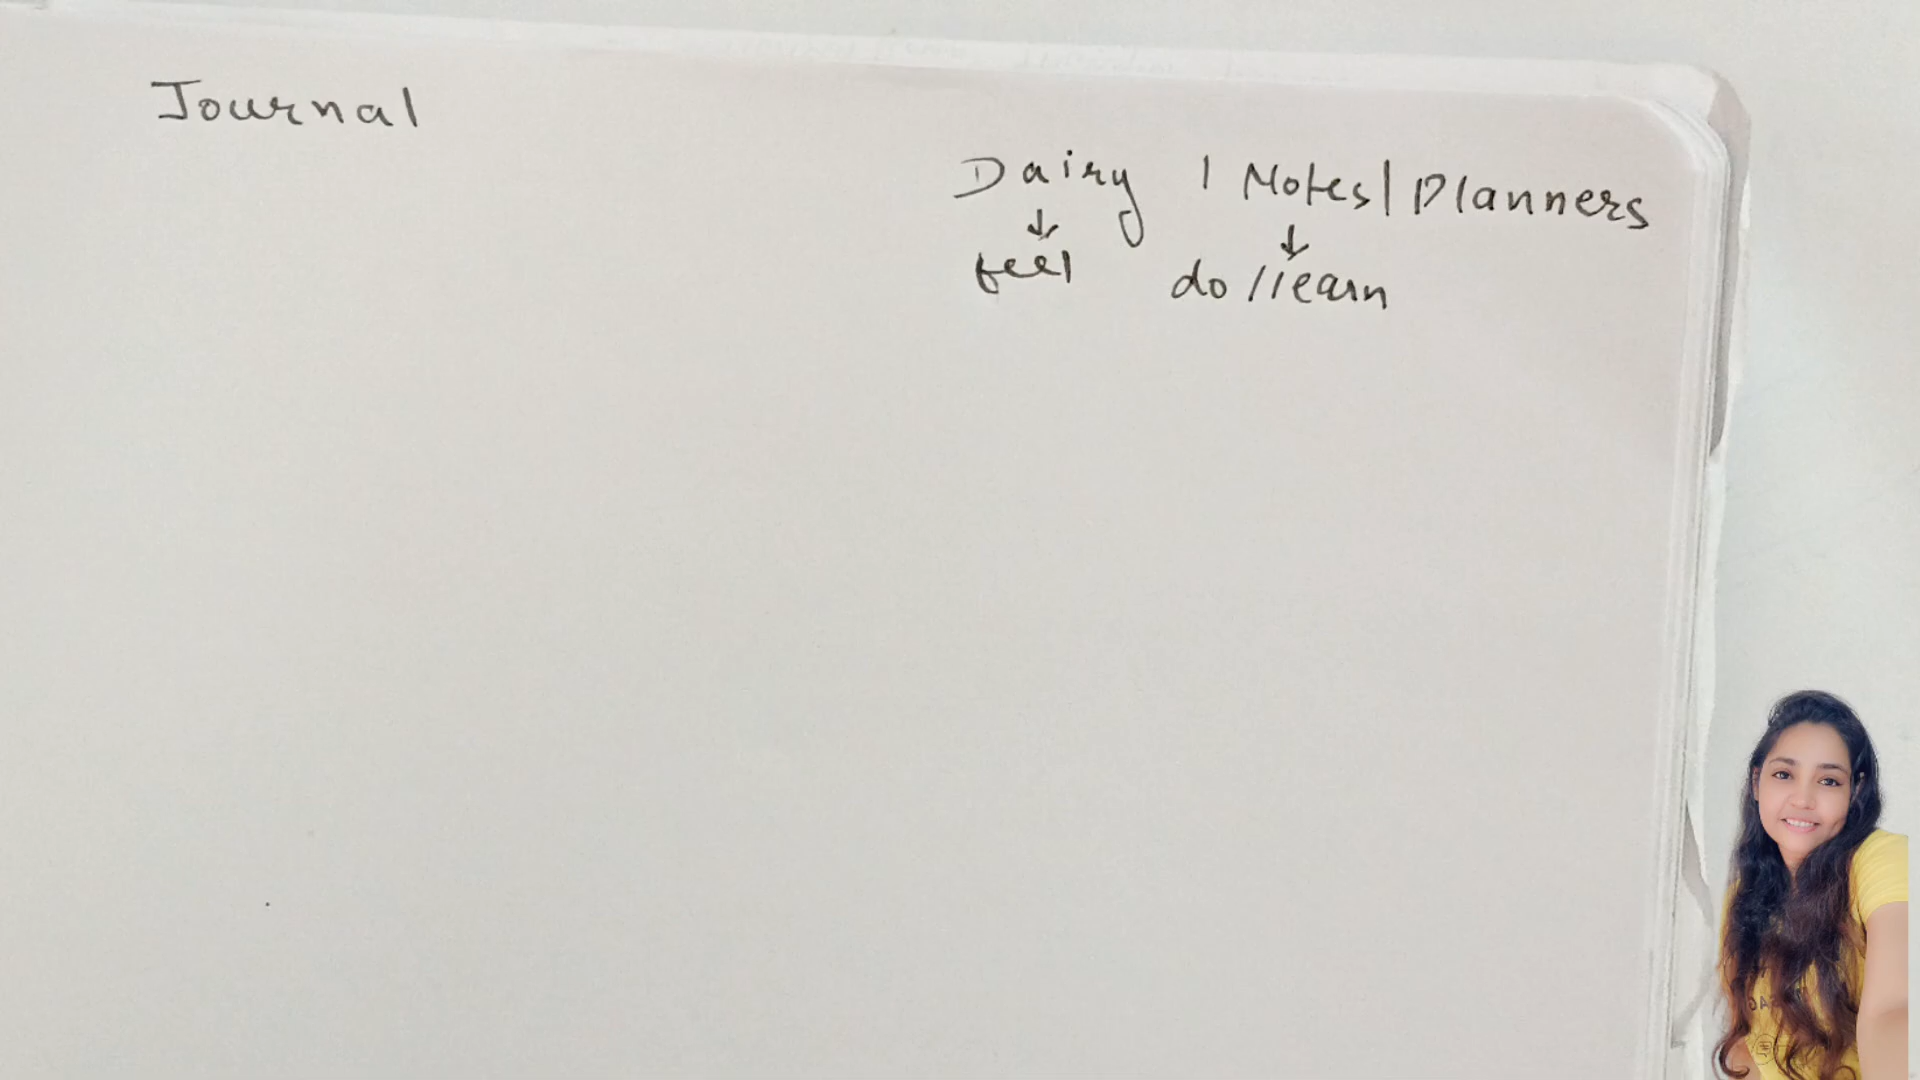 Journal
Dairy | Notes | Planners
↓ ↓
feel do / learn